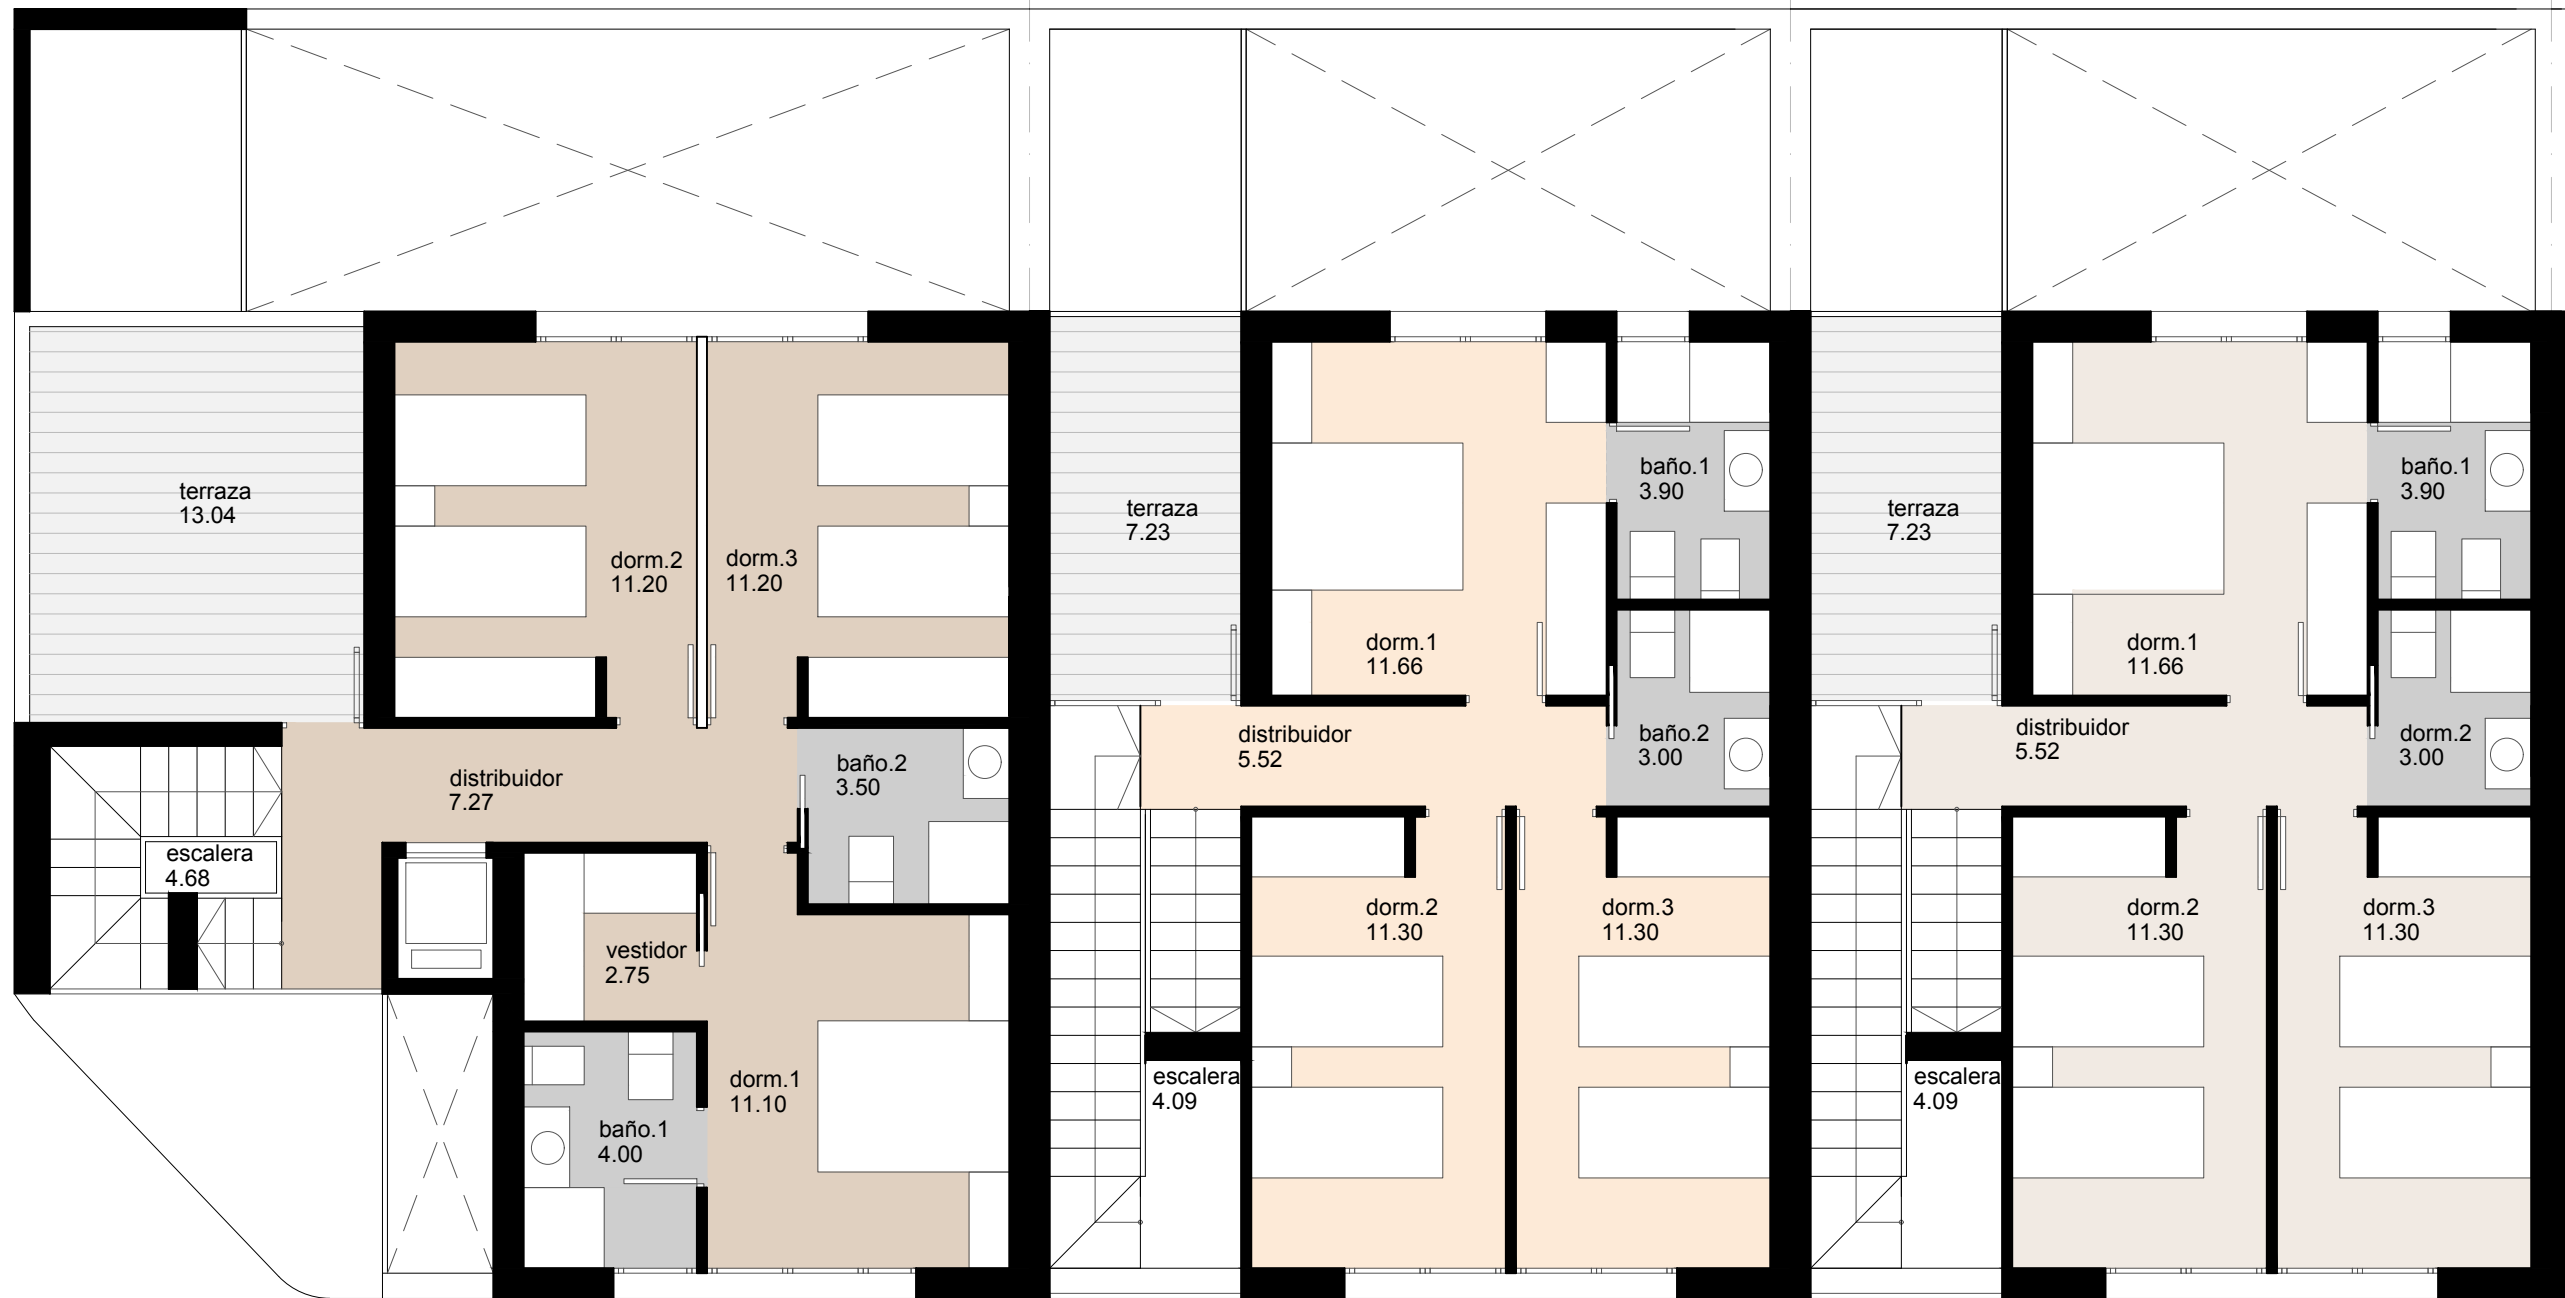 terraza
13.04
dorm.2
11.20
dorm.3
11.20
distribuidor
7.27
baño.2
3.50
escalera
4.68
vestidor
2.75
dorm.1
11.10
baño.1
4.00
terraza
7.23
baño.1
3.90
dorm.1
11.66
distribuidor
5.52
baño.2
3.00
dorm.2
11.30
dorm.3
11.30
escalera
4.09
terraza
7.23
baño.1
3.90
dorm.1
11.66
distribuidor
5.52
dorm.2
3.00
dorm.2
11.30
dorm.3
11.30
escalera
4.09